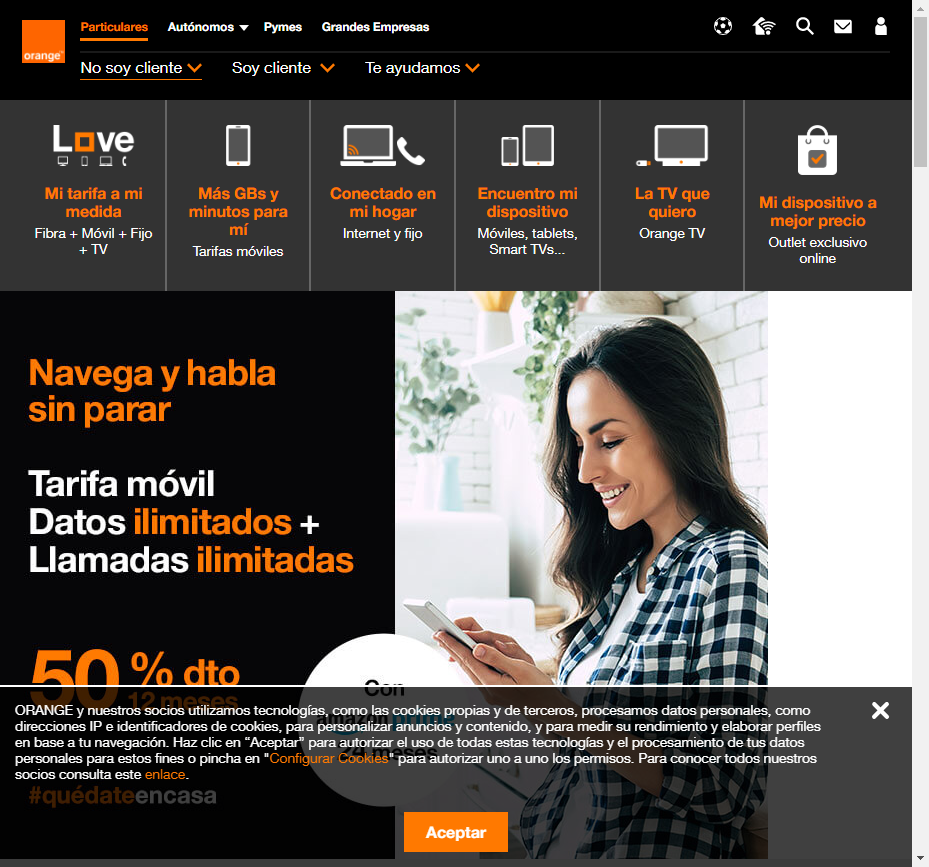 orange™
Particulares
Autónomos
Pymes
Grandes Empresas
No soy cliente
Soy cliente
Te ayudamos
Love
Mi tarifa a mi
medida
Fibra + Móvil + Fijo
+ TV
Más GBs y
minutos para
mí
Tarifas móviles
Conectado en
mi hogar
Internet y fijo
Encuentro mi
dispositivo
Móviles, tablets,
Smart TVs...
La TV que
quiero
Orange TV
Mi dispositivo a
mejor precio
Outlet exclusivo
online
Navega y habla
sin parar
Tarifa móvil
Datos ilimitados +
Llamadas ilimitadas
50 % dto
12 meses
Con
amazon prime
meses
ORANGE y nuestros socios utilizamos tecnologías, como las cookies propias y de terceros, procesamos datos personales, como
direcciones IP e identificadores de cookies, para personalizar anuncios y contenido, y para medir su rendimiento y elaborar perfiles
en base a tu navegación. Haz clic en “Aceptar” para autorizar el uso de todas estas tecnologías y el procesamiento de tus datos
personales para estos fines o pincha en "Configurar Cookies" para autorizar uno a uno los permisos. Para conocer todos nuestros
socios consulta este enlace.
#quédateencasa
Aceptar